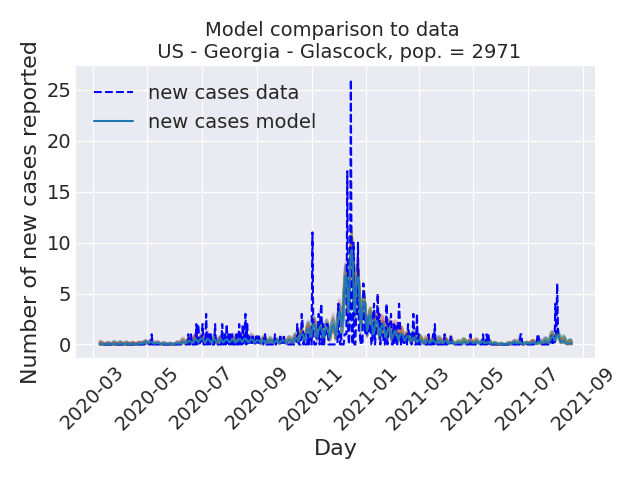 Model comparison to data
US - Georgia - Glascock, pop. = 2971
new cases data
new cases model
Number of new cases reported
25
20
15
10
5
0
2020-03
2020-05
2020-07
2020-09
2020-11
2021-01
2021-03
2021-05
2021-07
2021-09
Day